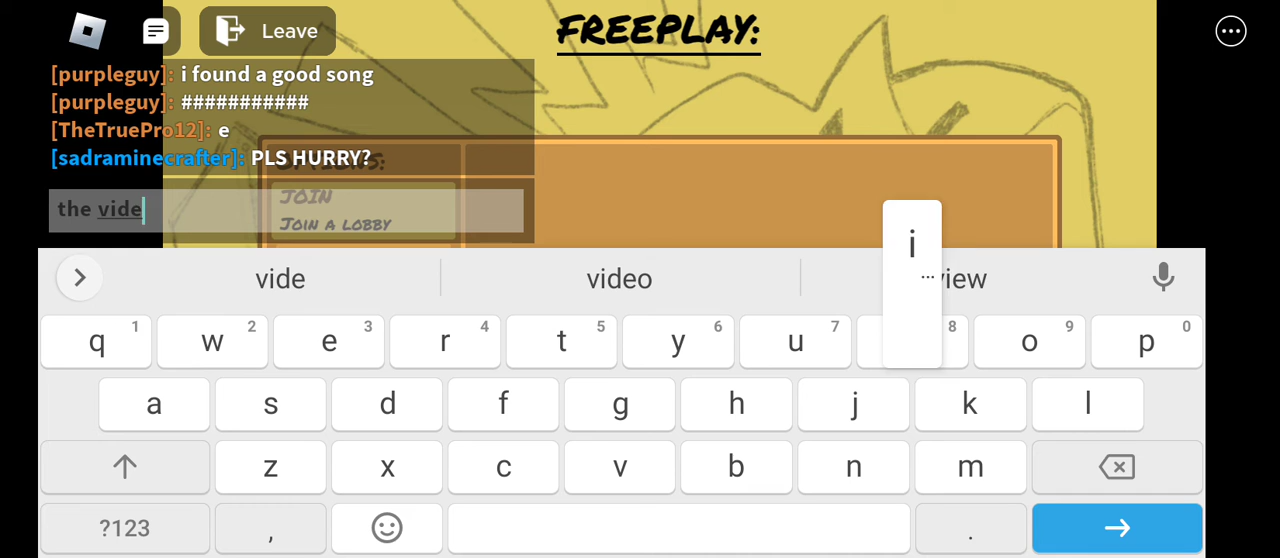 Leave
FREEPLAY:
[purpleguy]: i found a good song
[purpleguy]: ###########
[TheTruePro12]: e
[sadraminecrafter]: PLS HURRY?
OPTIONS:
the vide
JOIN
JOIN A LOBBY
vide video view
i
...
q 1 w 2 e 3 r 4 t 5 y 6 u 7 8 o 9 p 0
a s d f g h j k l
z x c v b n m
?123 , .